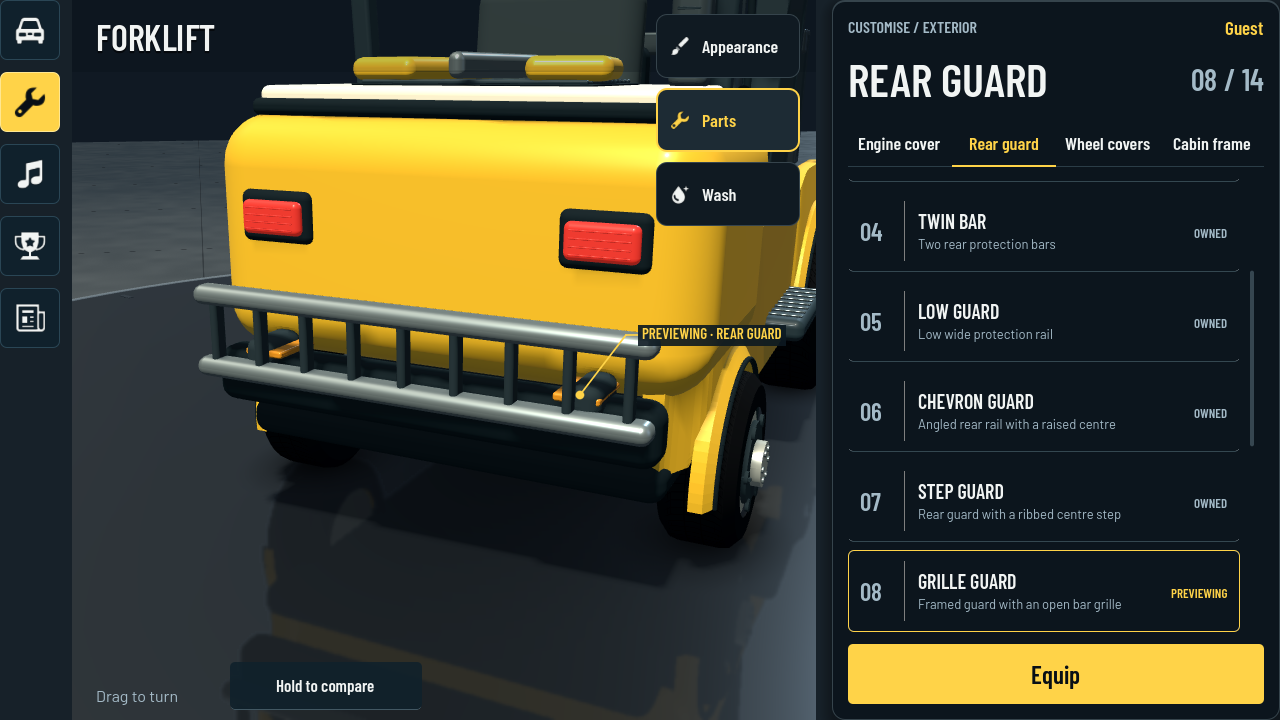 FORKLIFT
Appearance
Parts
Wash
PREVIEWING · REAR GUARD
Drag to turn
Hold to compare
CUSTOMISE / EXTERIOR
Guest
REAR GUARD
08 / 14
Engine cover
Rear guard
Wheel covers
Cabin frame
04
TWIN BAR
Two rear protection bars
OWNED
05
LOW GUARD
Low wide protection rail
OWNED
06
CHEVRON GUARD
Angled rear rail with a raised centre
OWNED
07
STEP GUARD
Rear guard with a ribbed centre step
OWNED
08
GRILLE GUARD
Framed guard with an open bar grille
PREVIEWING
Equip